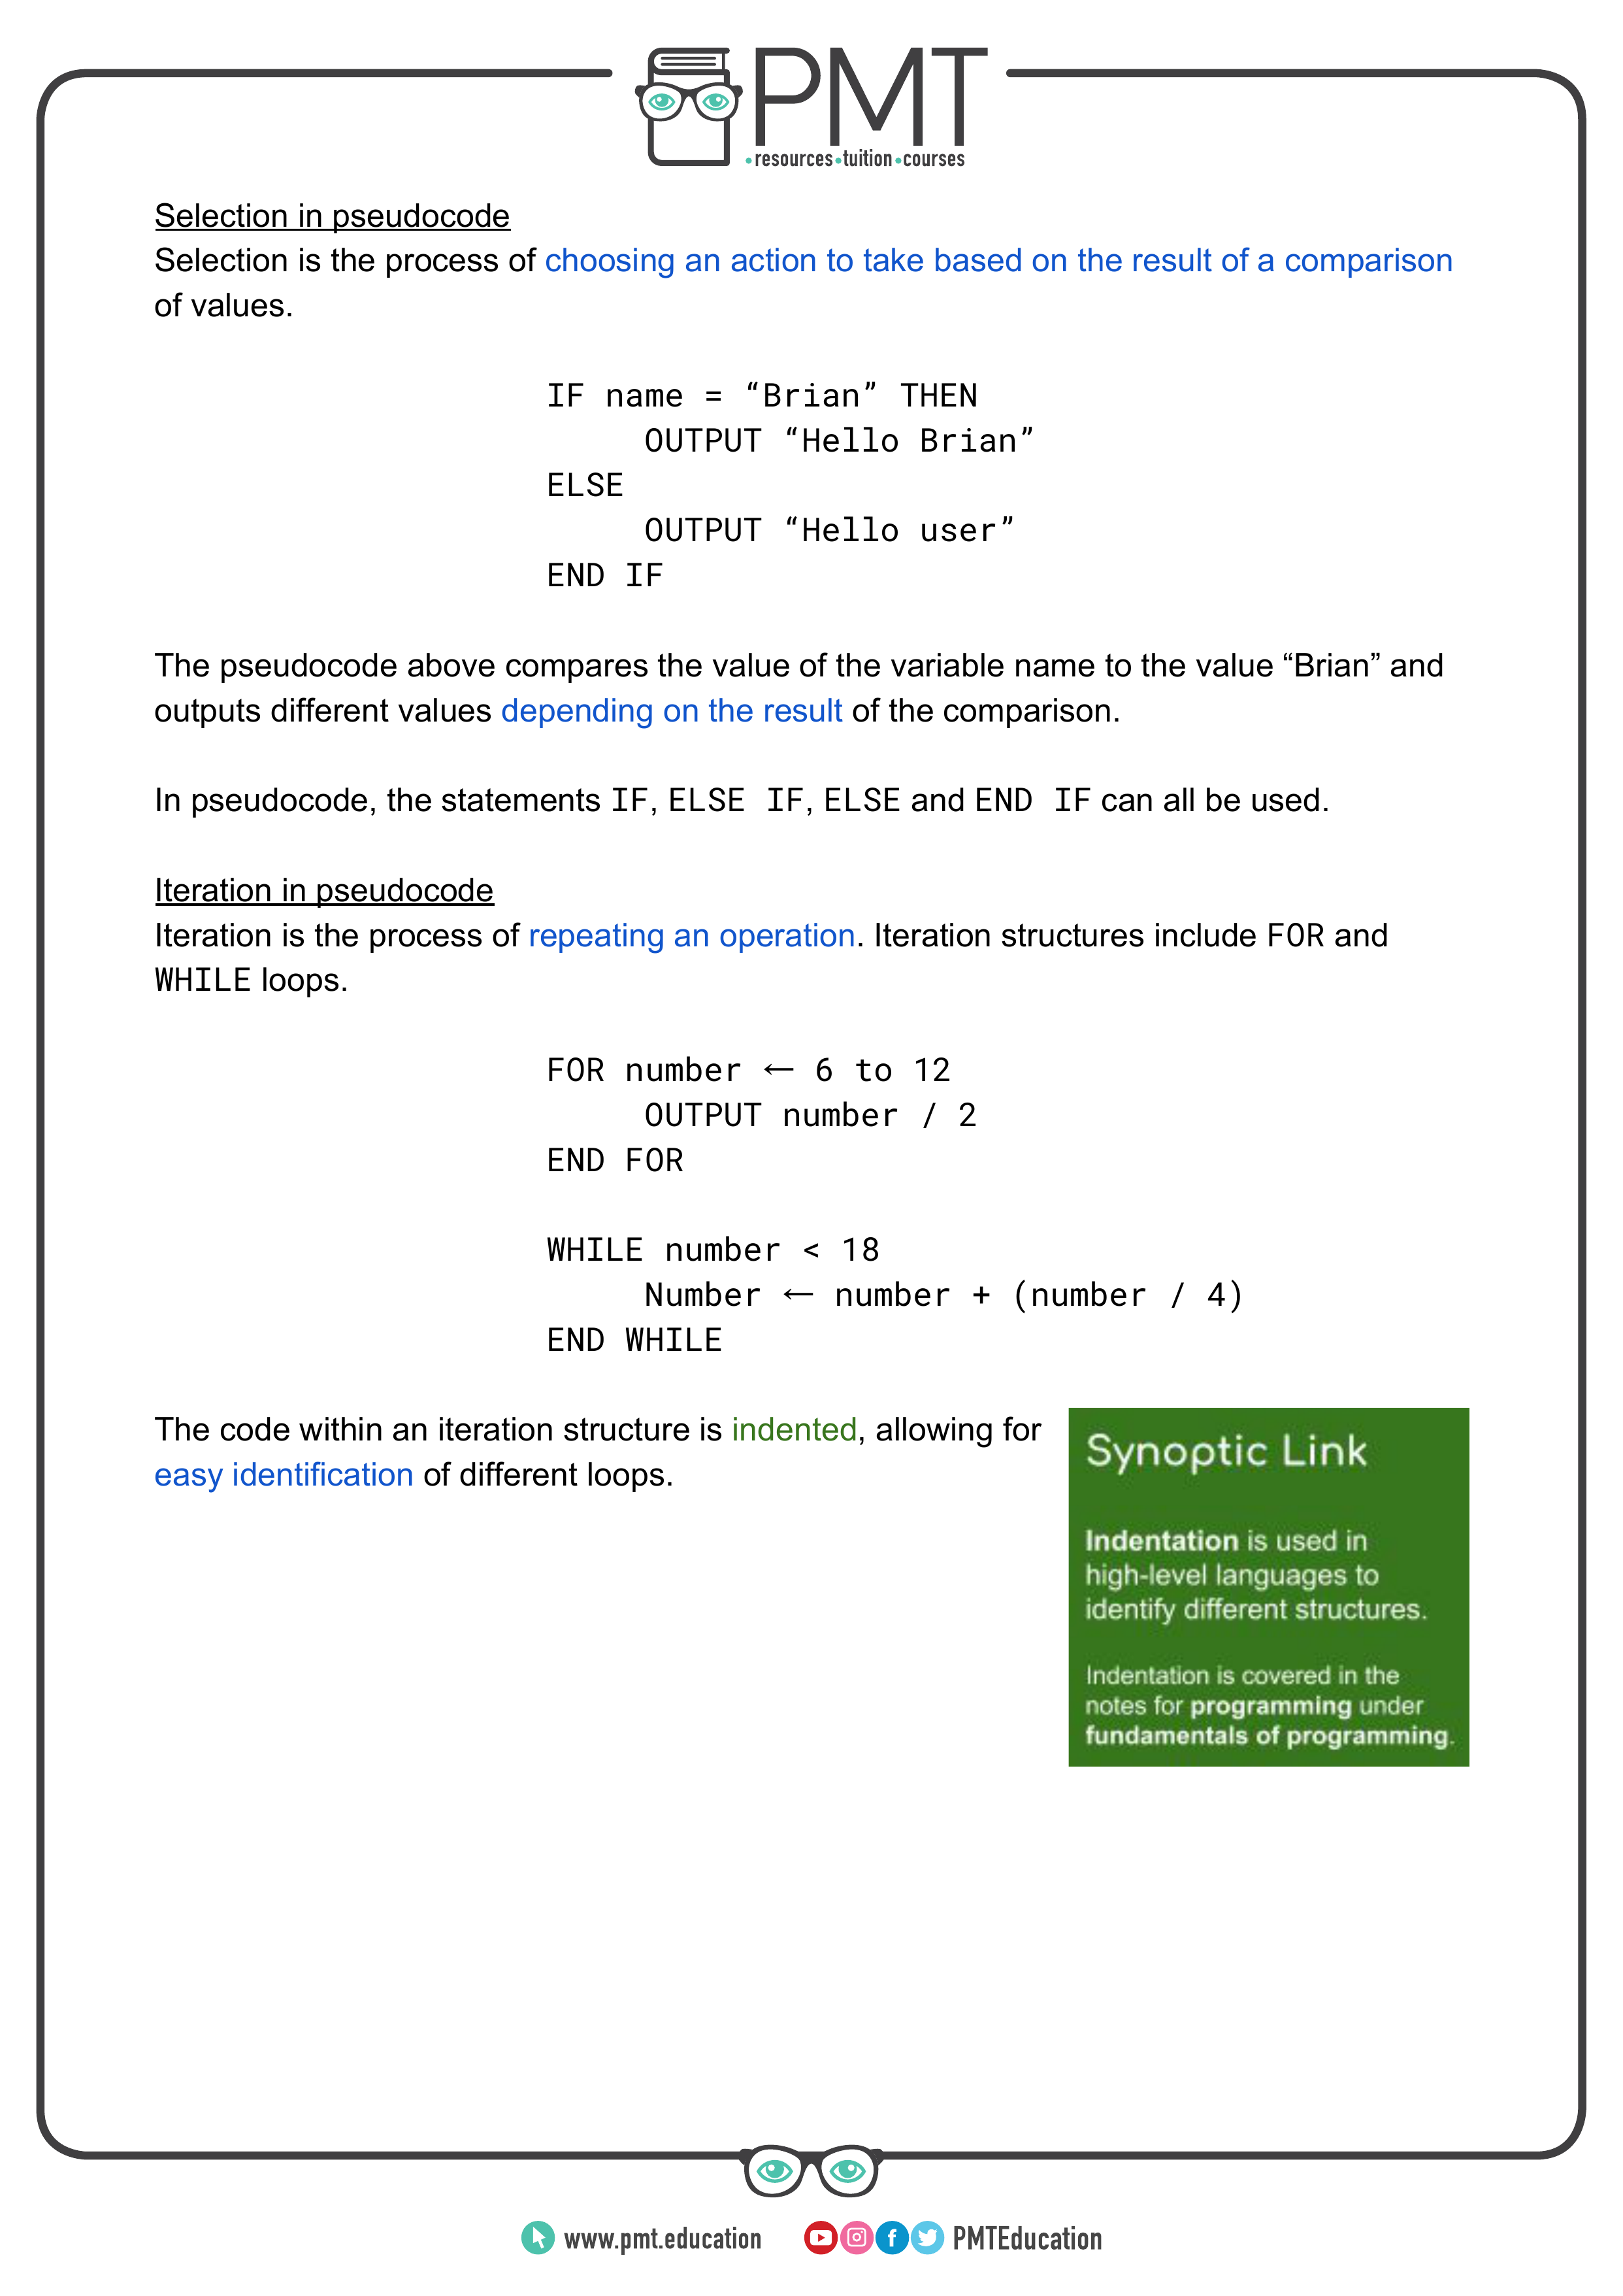 PMT
resources tuition courses
Selection in pseudocode
Selection is the process of choosing an action to take based on the result of a comparison
of values.
IF name = “Brian” THEN
OUTPUT “Hello Brian”
ELSE
OUTPUT “Hello user”
END IF
The pseudocode above compares the value of the variable name to the value “Brian” and
outputs different values depending on the result of the comparison.
In pseudocode, the statements IF, ELSE IF, ELSE and END IF can all be used.
Iteration in pseudocode
Iteration is the process of repeating an operation. Iteration structures include FOR and
WHILE loops.
FOR number ← 6 to 12
OUTPUT number / 2
END FOR
WHILE number < 18
Number ← number + (number / 4)
END WHILE
The code within an iteration structure is indented, allowing for
easy identification of different loops.
Synoptic Link
Indentation is used in
high-level languages to
identify different structures.
Indentation is covered in the
notes for programming under
fundamentals of programming.
www.pmt.education
PMTEducation